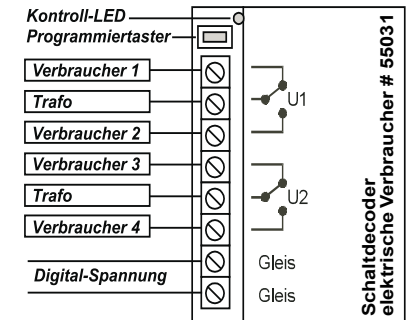 Kontroll-LED
Programmiertaster
Verbraucher 1
Trafo
Verbraucher 2
Verbraucher 3
Trafo
Verbraucher 4
Digital-Spannung
U1
U2
Gleis
Gleis
Schaltdecoder
elektrische Verbraucher # 55031